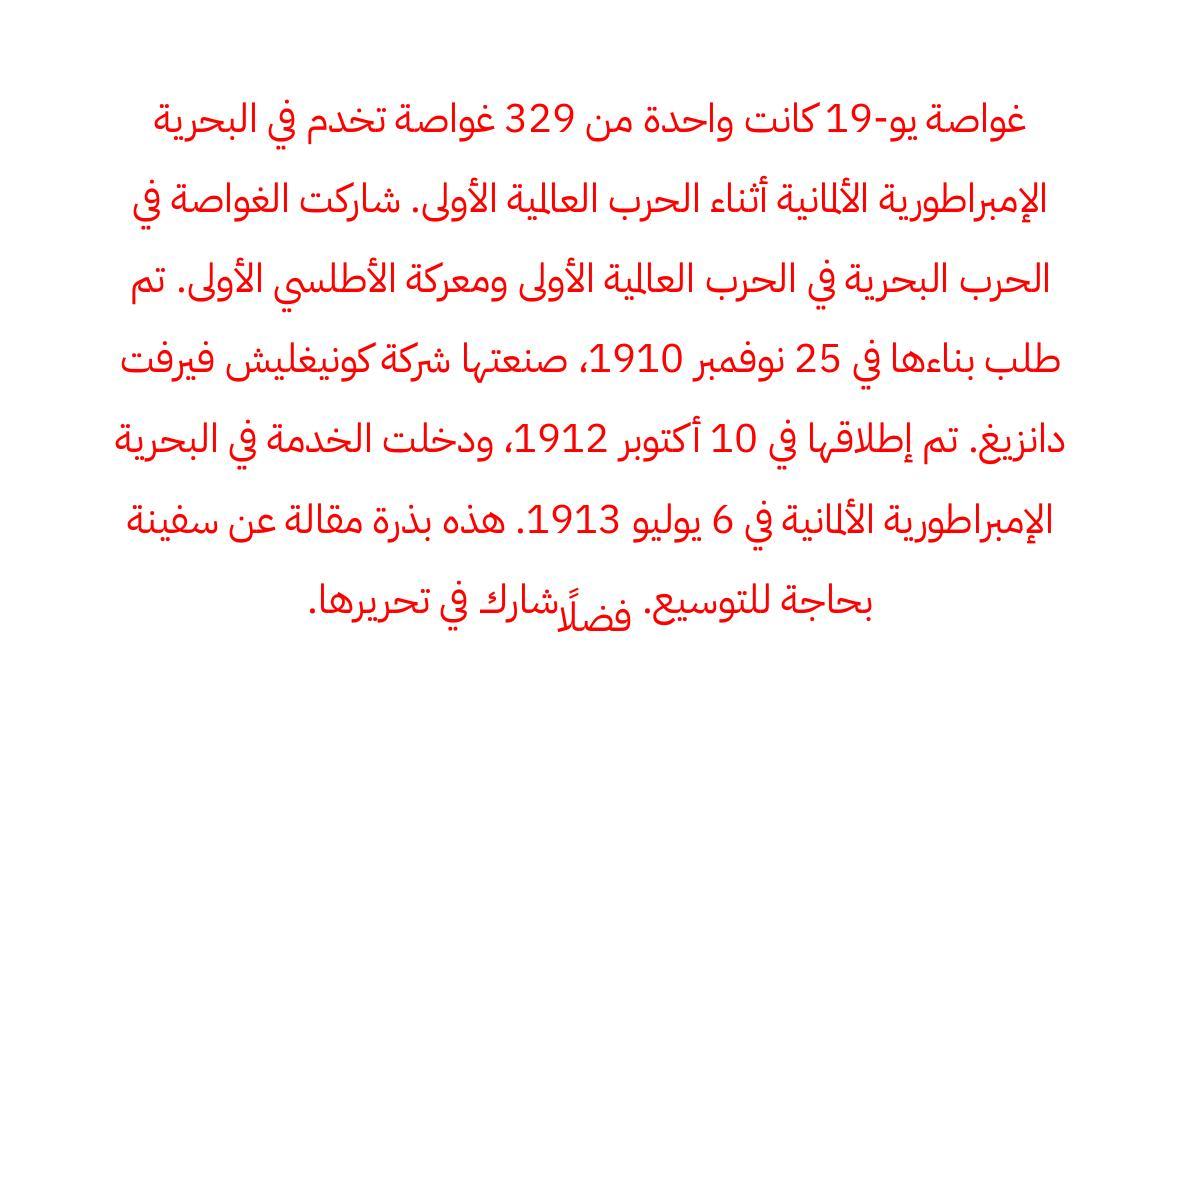 غواصة يو-19 كانت واحدة من 329 غواصة تخدم في البحرية
الإمبراطورية الألمانية أثناء الحرب العالمية الأولى. شاركت الغواصة في
الحرب البحرية في الحرب العالمية الأولى ومعركة الأطلسي الأولى. تم
طلب بناءها في 25 نوفمبر 1910، صنعتها شركة كونيغليش فيرفت
دانزيغ. تم إطلاقها في 10 أكتوبر 1912، ودخلت الخدمة في البحرية
الإمبراطورية الألمانية في 6 يوليو 1913. هذه بذرة مقالة عن سفينة
بحاجة للتوسيع. فضلًا شارك في تحريرها.